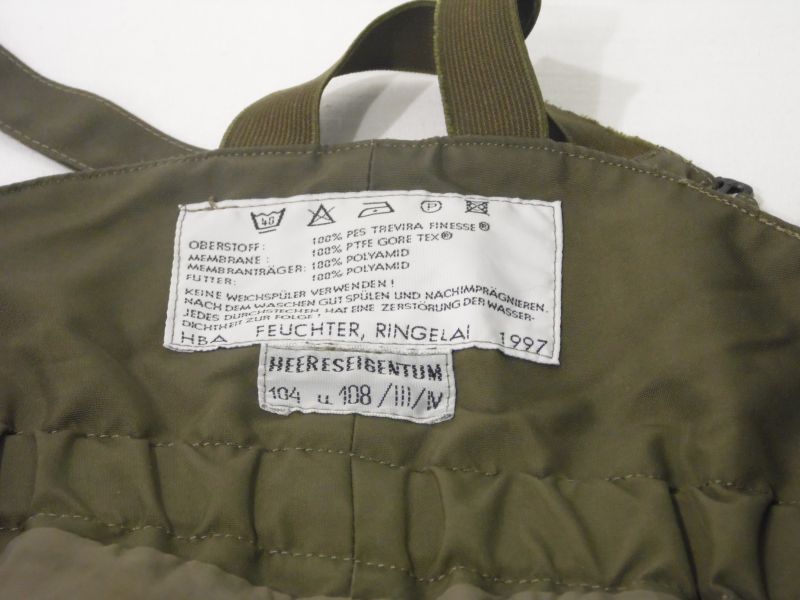 40 P
OBERSTOFF: 100% PES TREVIRA FINESSE®
MEMBRANE: 100% PTFE GORE TEX®
MEMBRANTRÄGER: 100% POLYAMID
FUTTER: 100% POLYAMID
KEINE WEICHSPÜLER VERWENDEN!
NACH DEM WASCHEN GUT SPÜLEN UND NACHIMPRÄGNIEREN.
JEDES DURCHSTECHEN HAT EINE ZERSTÖRUNG DER WASSER-
DICHTHEIT ZUR FOLGE!
HBA FEUCHTER, RINGELAI 1997
HEERESEIGENTUM
104 u 108/III/IV